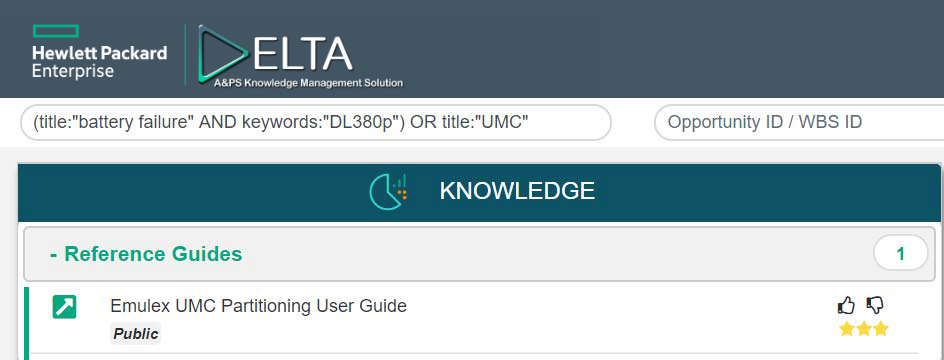 Hewlett Packard
Enterprise
DELTA
A&PS Knowledge Management Solution
(title:"battery failure" AND keywords:"DL380p") OR title:"UMC"
Opportunity ID / WBS ID
KNOWLEDGE
- Reference Guides
1
Emulex UMC Partitioning User Guide
Public